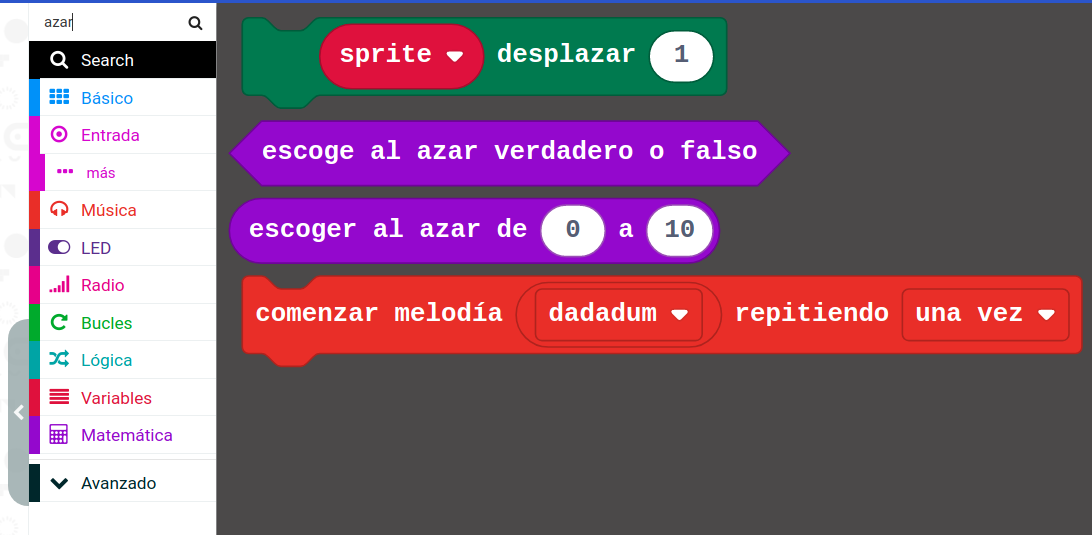 azar
Search
Básico
Entrada
más
Música
LED
Radio
Bucles
Lógica
Variables
Matemática
Avanzado
sprite desplazar 1
escoge al azar verdadero o falso
escoger al azar de 0 a 10
comenzar melodía dadadum repitiendo una vez